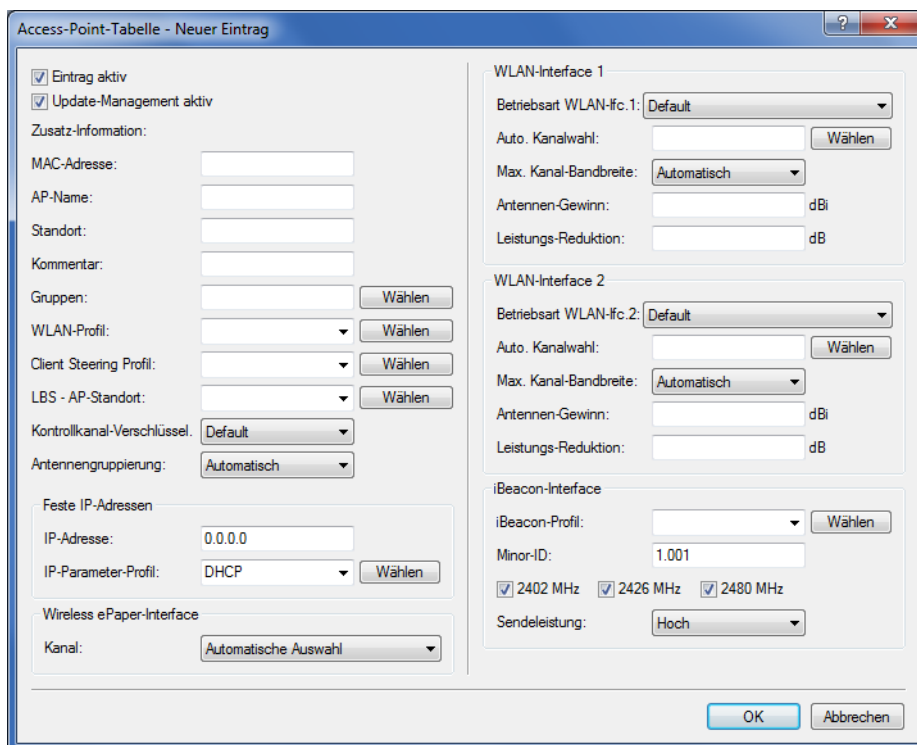 Access-Point-Tabelle - Neuer Eintrag
Eintrag aktiv
Update-Management aktiv
Zusatz-Information:
MAC-Adresse:
AP-Name:
Standort:
Kommentar:
Gruppen: Wählen
WLAN-Profil: Wählen
Client Steering Profil: Wählen
LBS - AP-Standort: Wählen
Kontrollkanal-Verschlüssel. Default
Antennengruppierung: Automatisch
Feste IP-Adressen
IP-Adresse: 0.0.0.0
IP-Parameter-Profil: DHCP Wählen
Wireless ePaper-Interface
Kanal: Automatische Auswahl
WLAN-Interface 1
Betriebsart WLAN-Ifc.1: Default
Auto. Kanalwahl: Wählen
Max. Kanal-Bandbreite: Automatisch
Antennen-Gewinn: dBi
Leistungs-Reduktion: dB
WLAN-Interface 2
Betriebsart WLAN-Ifc.2: Default
Auto. Kanalwahl: Wählen
Max. Kanal-Bandbreite: Automatisch
Antennen-Gewinn: dBi
Leistungs-Reduktion: dB
iBeacon-Interface
iBeacon-Profil: Wählen
Minor-ID: 1.001
2402 MHz 2426 MHz 2480 MHz
Sendeleistung: Hoch
OK Abbrechen